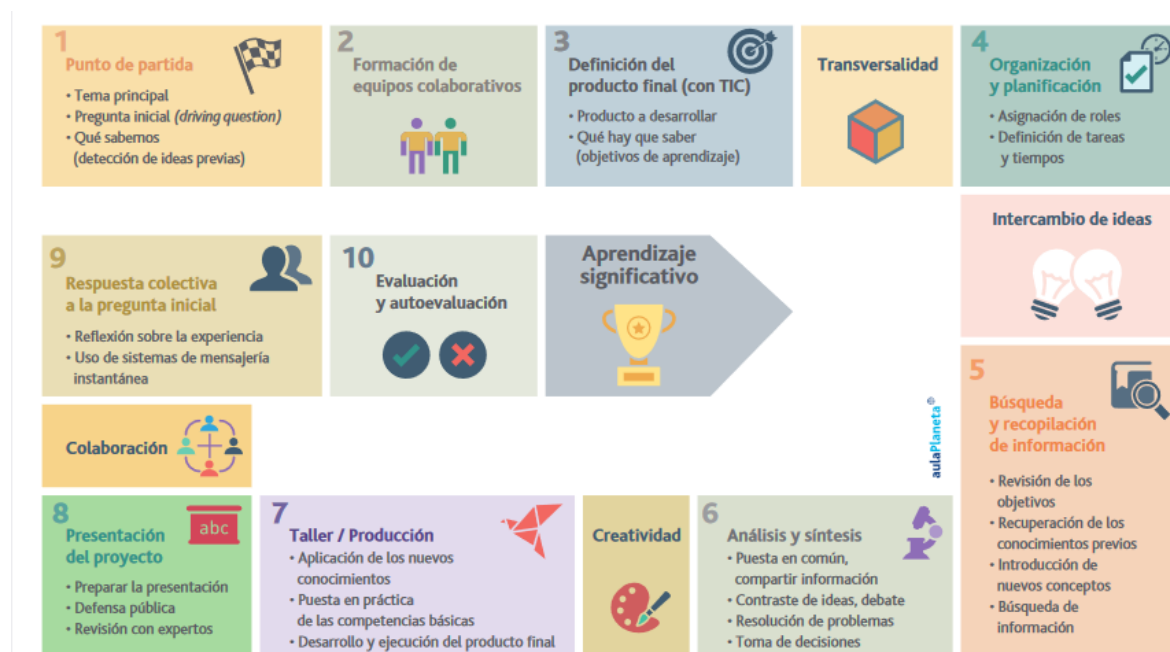 1
Punto de partida
• Tema principal
• Pregunta inicial (driving question)
• Qué sabemos
(detección de ideas previas)
2
Formación de
equipos colaborativos
3
Definición del
producto final (con TIC)
• Producto a desarrollar
• Qué hay que saber
(objetivos de aprendizaje)
Transversalidad
4
Organización
y planificación
• Asignación de roles
• Definición de tareas
y tiempos
Intercambio de ideas
5
Búsqueda
y recopilación
de información
• Revisión de los
objetivos
• Recuperación de los
conocimientos previos
• Introducción de
nuevos conceptos
• Búsqueda de
información
6
Análisis y síntesis
• Puesta en común,
compartir información
• Contraste de ideas, debate
• Resolución de problemas
• Toma de decisiones
Creatividad
7
Taller / Producción
• Aplicación de los nuevos
conocimientos
• Puesta en práctica
de las competencias básicas
• Desarrollo y ejecución del producto final
8
abc
Presentación
del proyecto
• Preparar la presentación
• Defensa pública
• Revisión con expertos
Colaboración
9
Respuesta colectiva
a la pregunta inicial
• Reflexión sobre la experiencia
• Uso de sistemas de mensajería
instantánea
10
Evaluación
y autoevaluación
Aprendizaje
significativo
aulaPlaneta